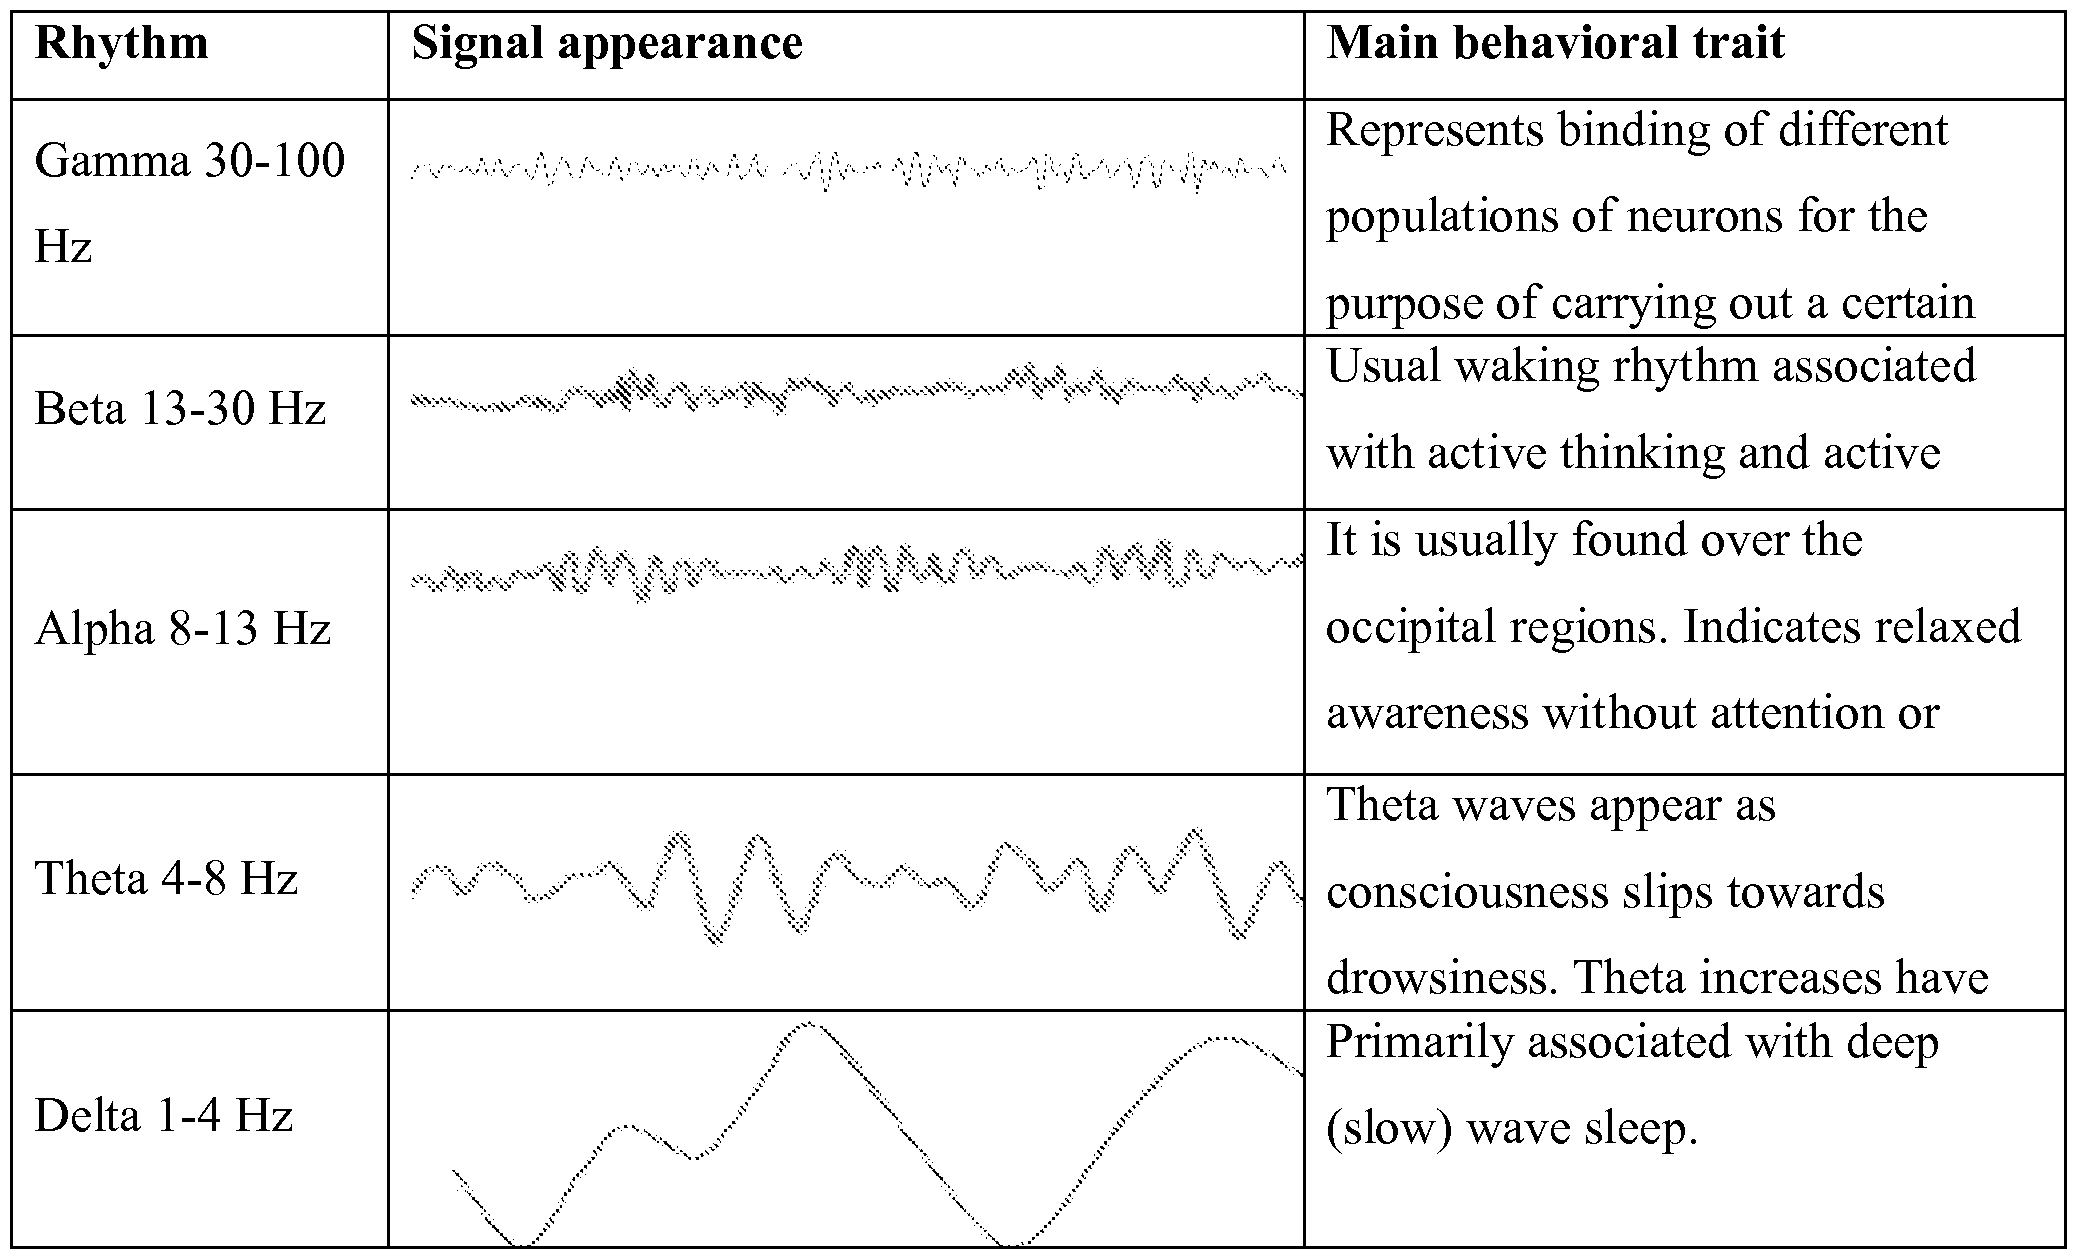 Rhythm
Signal appearance
Main behavioral trait
Gamma 30-100
Hz
Represents binding of different
populations of neurons for the
purpose of carrying out a certain
Beta 13-30 Hz
Usual waking rhythm associated
with active thinking and active
Alpha 8-13 Hz
It is usually found over the
occipital regions. Indicates relaxed
awareness without attention or
Theta 4-8 Hz
Theta waves appear as
consciousness slips towards
drowsiness. Theta increases have
Delta 1-4 Hz
Primarily associated with deep
(slow) wave sleep.